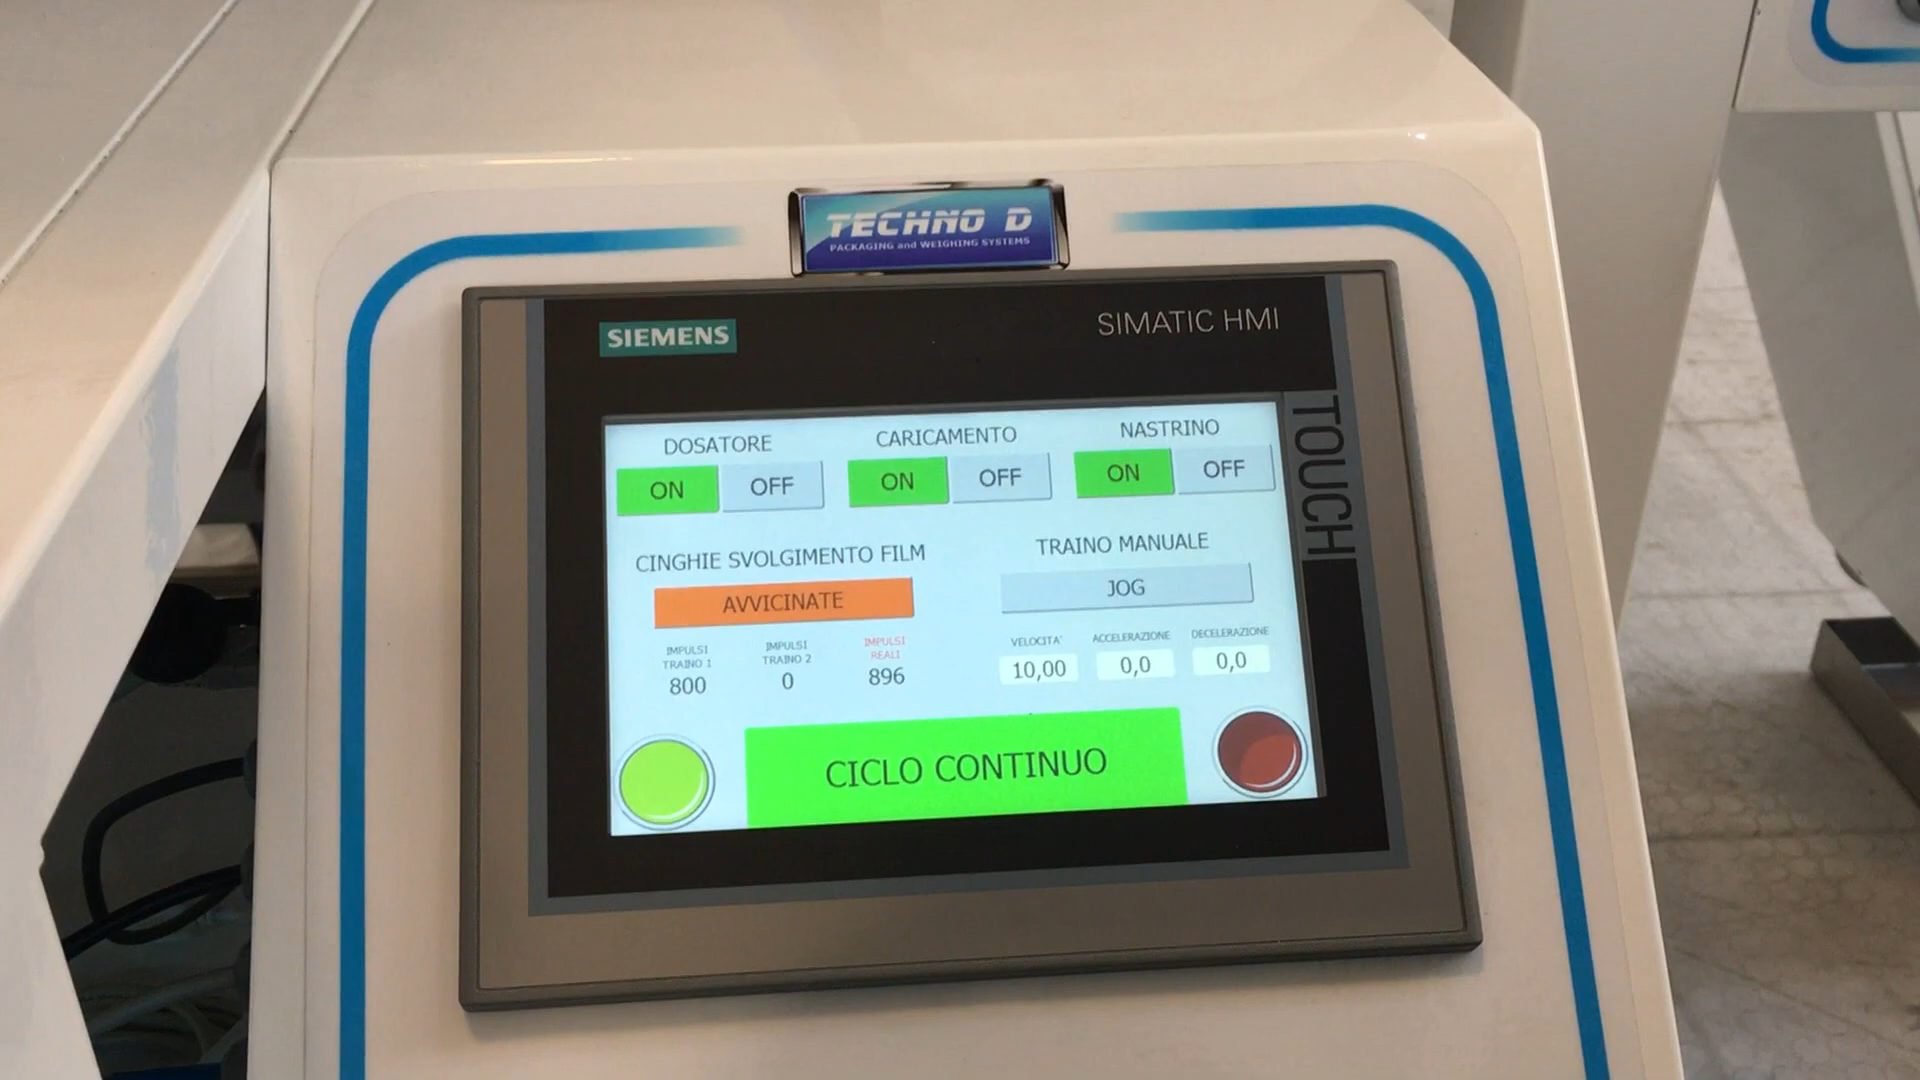 TECHNO D
PACKAGING and WEIGHING SYSTEMS
SIEMENS
SIMATIC HMI
TOUCH
DOSATORE
CARICAMENTO
NASTRINO
ON OFF
ON OFF
ON OFF
CINGHIE SVOLGIMENTO FILM
AVVICINATE
TRAINO MANUALE
JOG
IMPULSI
TRAINO 1
800
IMPULSI
TRAINO 2
0
IMPULSI
REALI
896
VELOCITA'
10,00
ACCELERAZIONE
0,0
DECELERAZIONE
0,0
CICLO CONTINUO